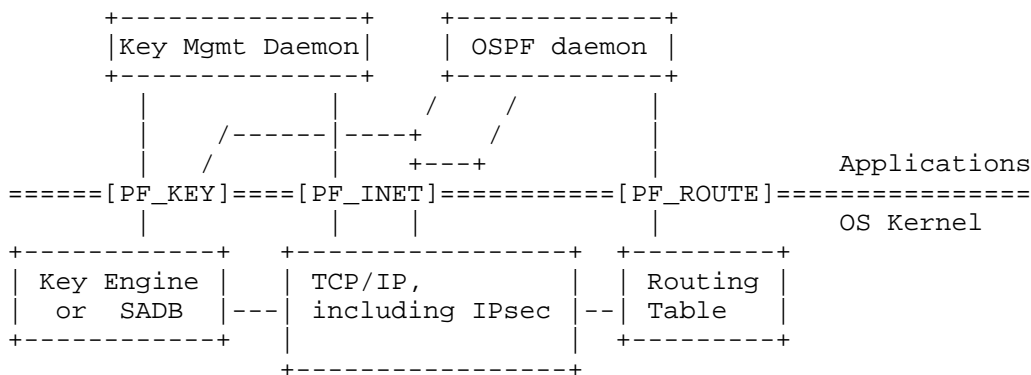 Key Mgmt Daemon OSPF daemon
Applications
[PF_KEY] [PF_INET] [PF_ROUTE]
OS Kernel
Key Engine TCP/IP, Routing
or SADB including IPsec Table